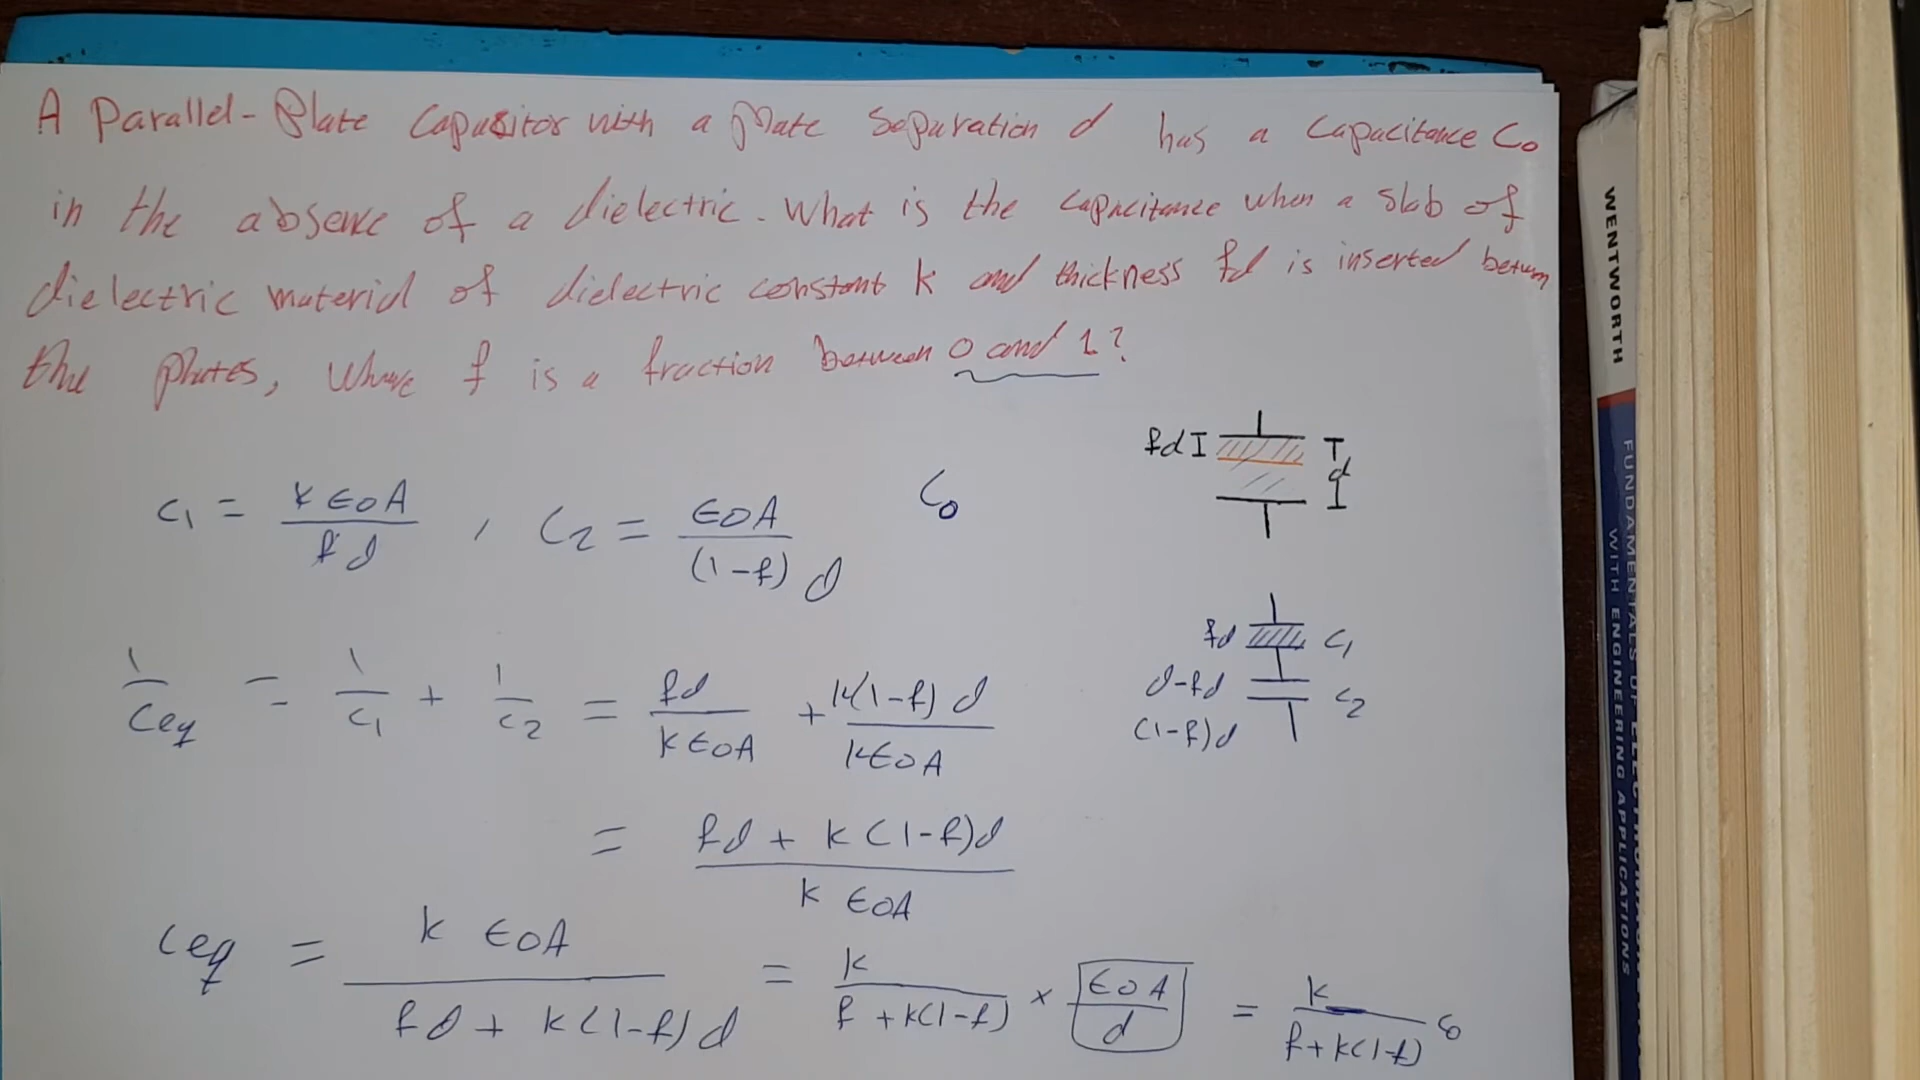 A Parallel-Plate Capacitor with a plate Separation d has a Capacitance C₀
in the absence of a dielectric. What is the capacitance when a slab of
dielectric material of dielectric constant k and thickness fd is inserted between
the plates, where f is a fraction between 0 and 1?
fd I T
d
I
C₁ = kϵ₀A / fd , C₂ = ϵ₀A / (1-f)d C₀
fd C₁
d-fd C₂
(1-f)d
1/Ceq = 1/C₁ + 1/C₂ = fd / kϵ₀A + k(1-f)d / kϵ₀A
= fd + k(1-f)d / kϵ₀A
Ceq = kϵ₀A / fd + k(1-f)d = k / f + k(1-f) × ϵ₀A / d = k / f + k(1-f) C₀
WENTWORTH
FUNDAMENTALS OF
WITH ENGINEERING APPLICATIONS